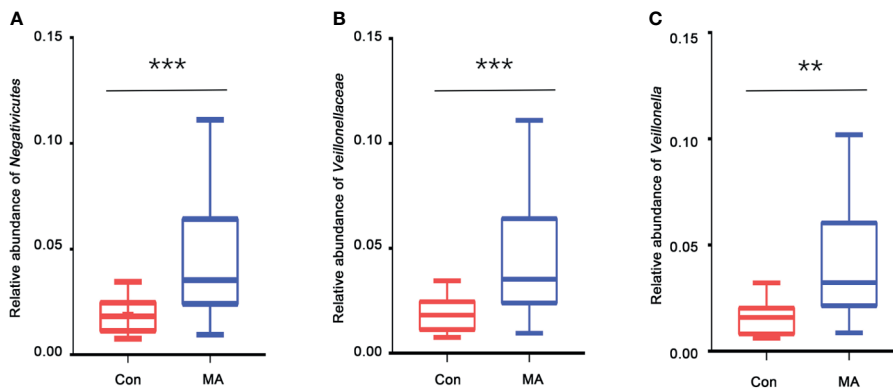 A
Relative abundance of Negativicutes
0.15
0.10
0.05
0.00
***
Con
MA
B
Relative abundance of Veillonellaceae
0.15
0.10
0.05
0.00
***
Con
MA
C
Relative abundance of Veillonella
0.15
0.10
0.05
0.00
**
Con
MA